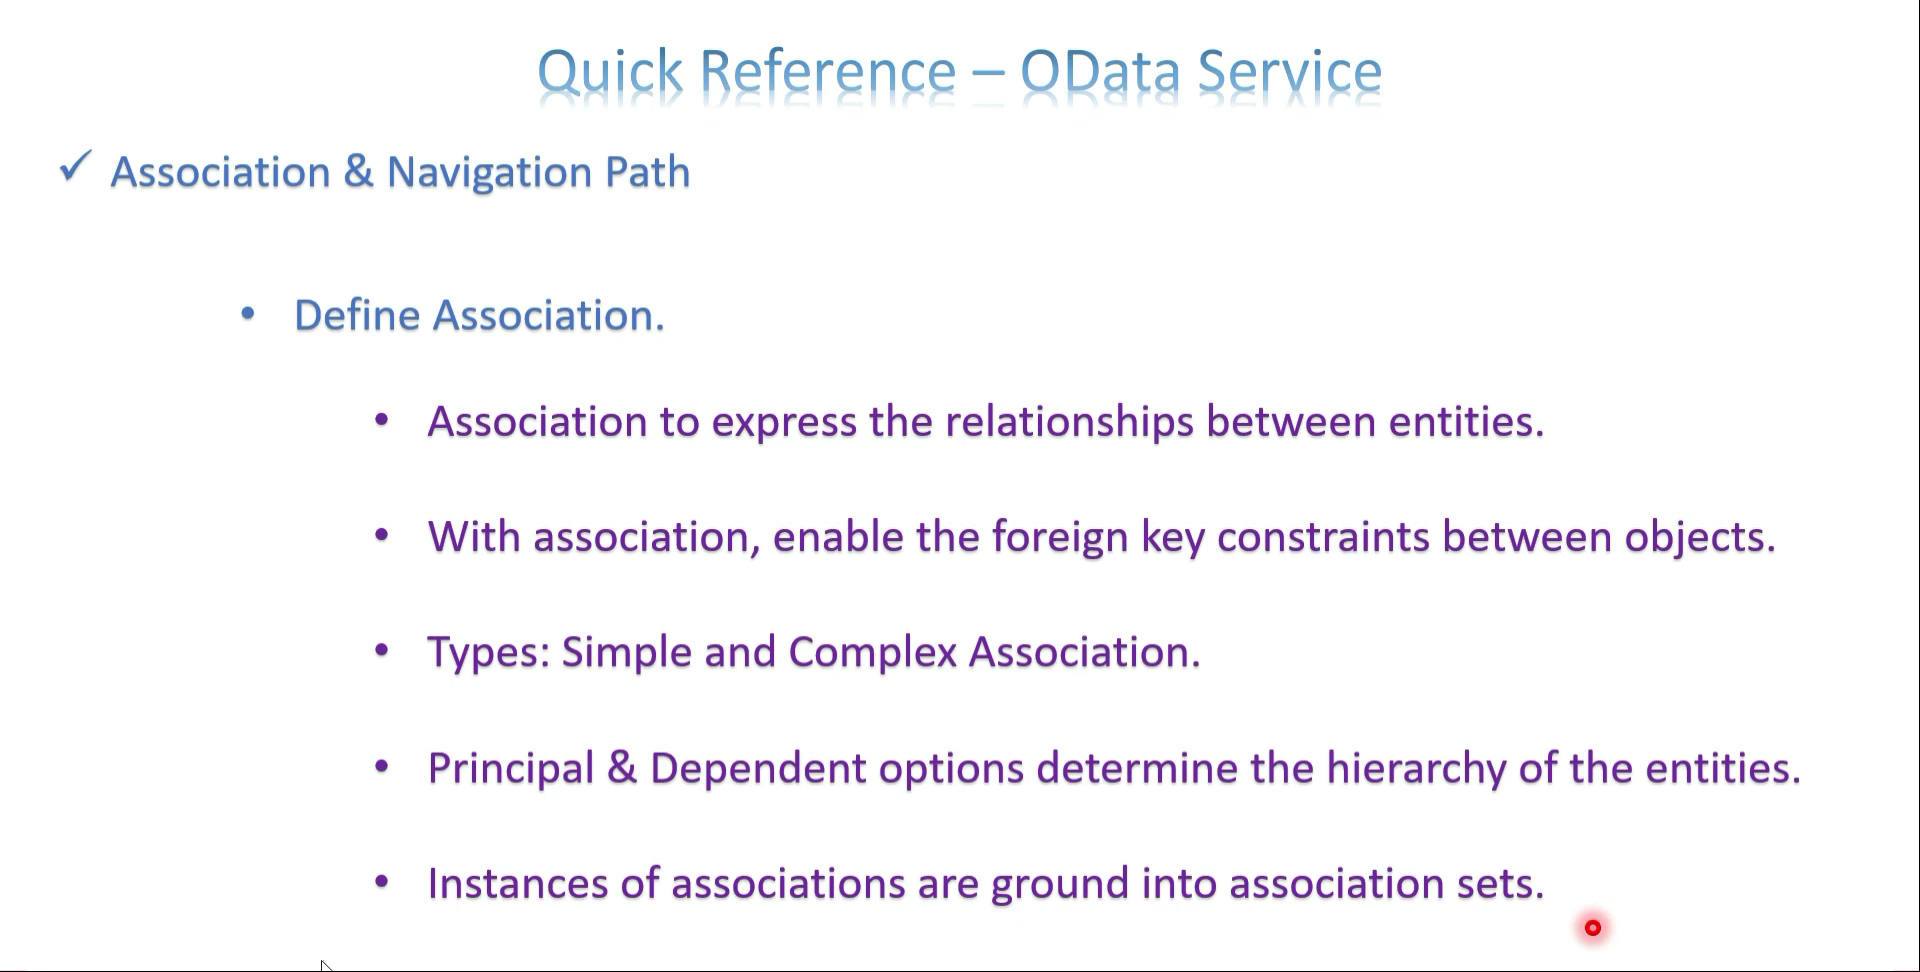 Quick Reference – OData Service
✓ Association & Navigation Path
• Define Association.
• Association to express the relationships between entities.
• With association, enable the foreign key constraints between objects.
• Types: Simple and Complex Association.
• Principal & Dependent options determine the hierarchy of the entities.
• Instances of associations are ground into association sets.